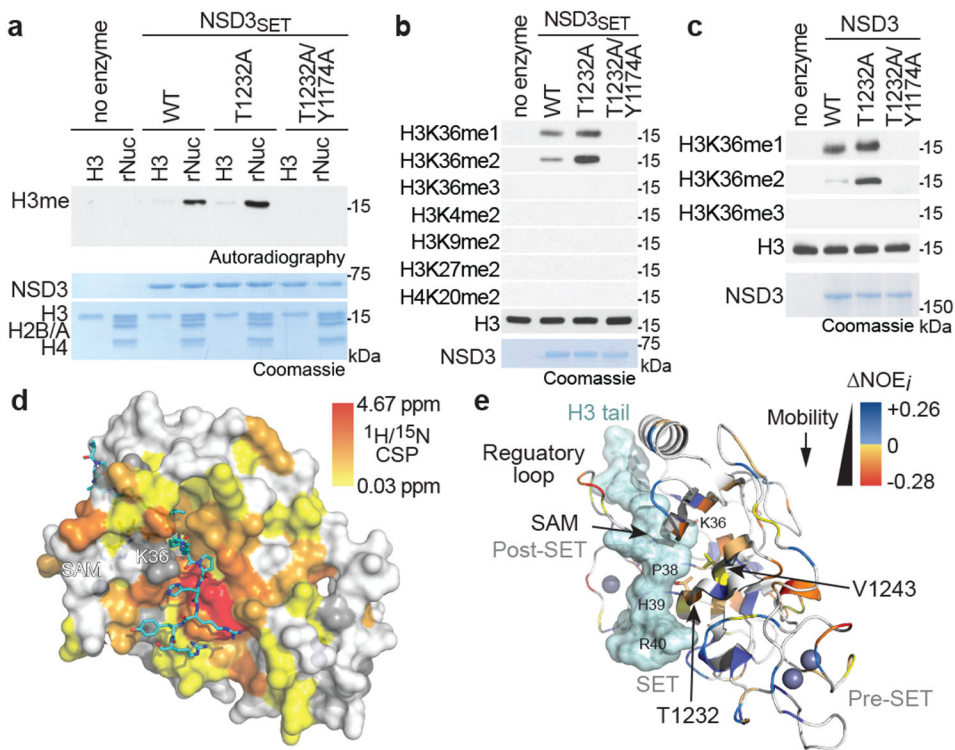 a
NSD3SET
no enzyme
WT
T1232A
T1232A/
Y1174A
H3
rNuc
H3
rNuc
H3
rNuc
H3
rNuc
H3me
-15
Autoradiography
-75
NSD3
H3
-15
H2B/A
H4
kDa
Coomassie
b
NSD3SET
no enzyme
WT
T1232A
T1232A/
Y1174A
H3K36me1
-15
H3K36me2
-15
H3K36me3
-15
H3K4me2
-15
H3K9me2
-15
H3K27me2
-15
H4K20me2
-15
H3
-15
-75
NSD3
kDa
Coomassie
c
NSD3
no enzyme
WT
T1232A
T1232A/
Y1174A
H3K36me1
-15
H3K36me2
-15
H3K36me3
-15
H3
-15
NSD3
-150
Coomassie kDa
d
4.67 ppm
1H/15N
CSP
0.03 ppm
K36
SAM
e
ΔNOEi
H3 tail
Mobility
+0.26
0
-0.28
Reguatory
loop
SAM
K36
Post-SET
P38
V1243
H39
R40
SET
Pre-SET
T1232